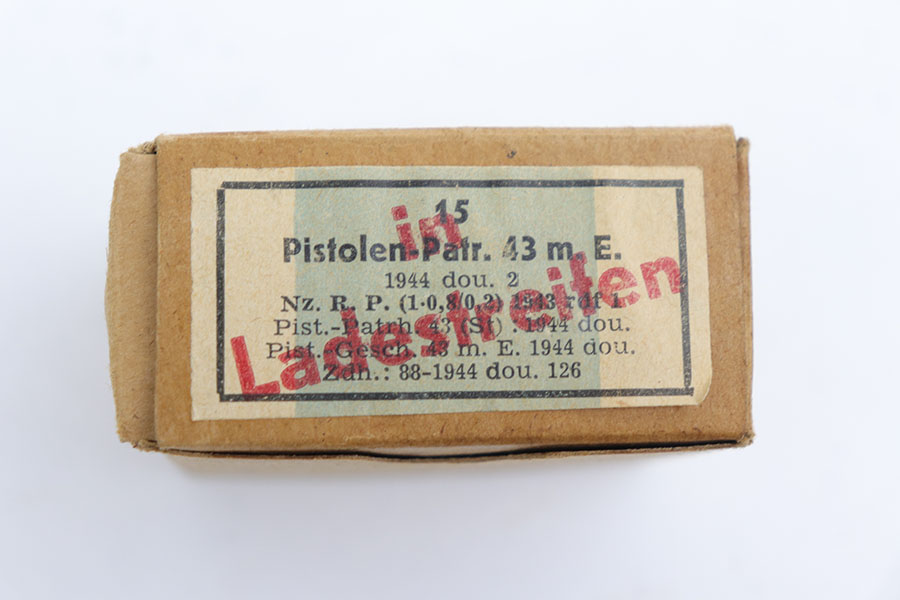 15
Pistolen-Patr. 43 m. E.
1944 dou. 2
Nz. R. P. (1·0,8/0,2) 1943 rdf 1
Pist.-Patrh. 43 (St) : 1944 dou.
Pist.-Gesch. 43 m. E. 1944 dou.
Zdh.: 88-1944 dou. 126
in
Ladestreifen